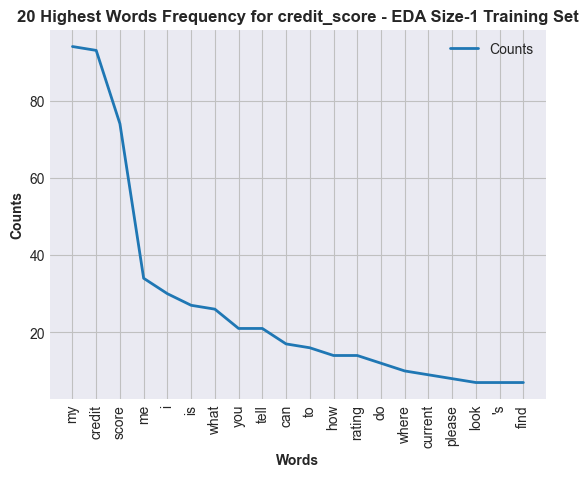 20 Highest Words Frequency for credit_score - EDA Size-1 Training Set
Counts
80
60
40
20
Counts
my
credit
score
me
i
is
what
you
tell
can
to
how
rating
do
where
current
please
look
's
find
Words